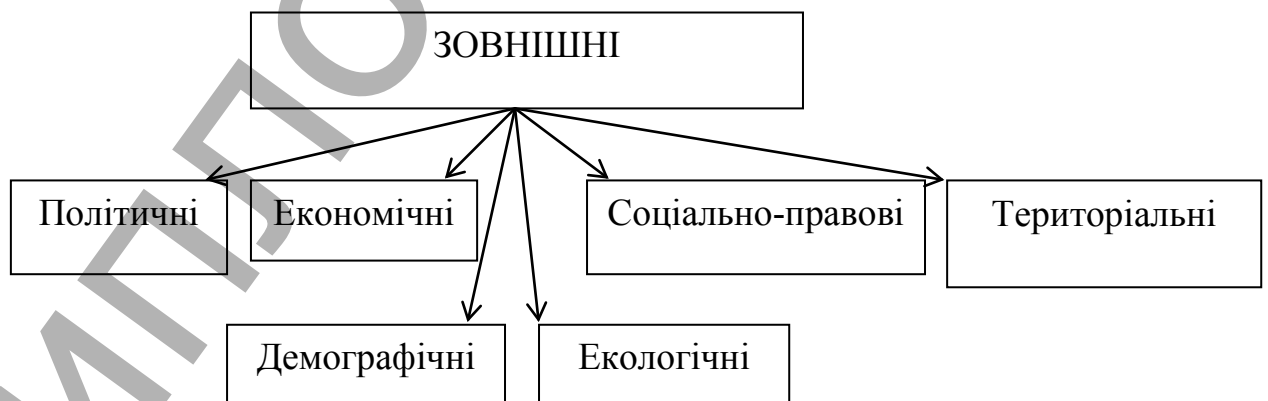 ЗОВНІШНІ
Політичні
Економічні
Соціально-правові
Територіальні
Демографічні
Екологічні